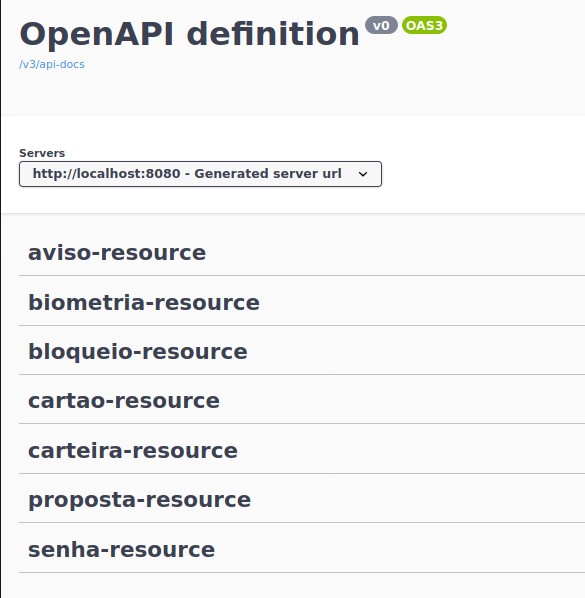 OpenAPI definition v0 OAS3
/v3/api-docs
Servers
http://localhost:8080 - Generated server url
aviso-resource
biometria-resource
bloqueio-resource
cartao-resource
carteira-resource
proposta-resource
senha-resource